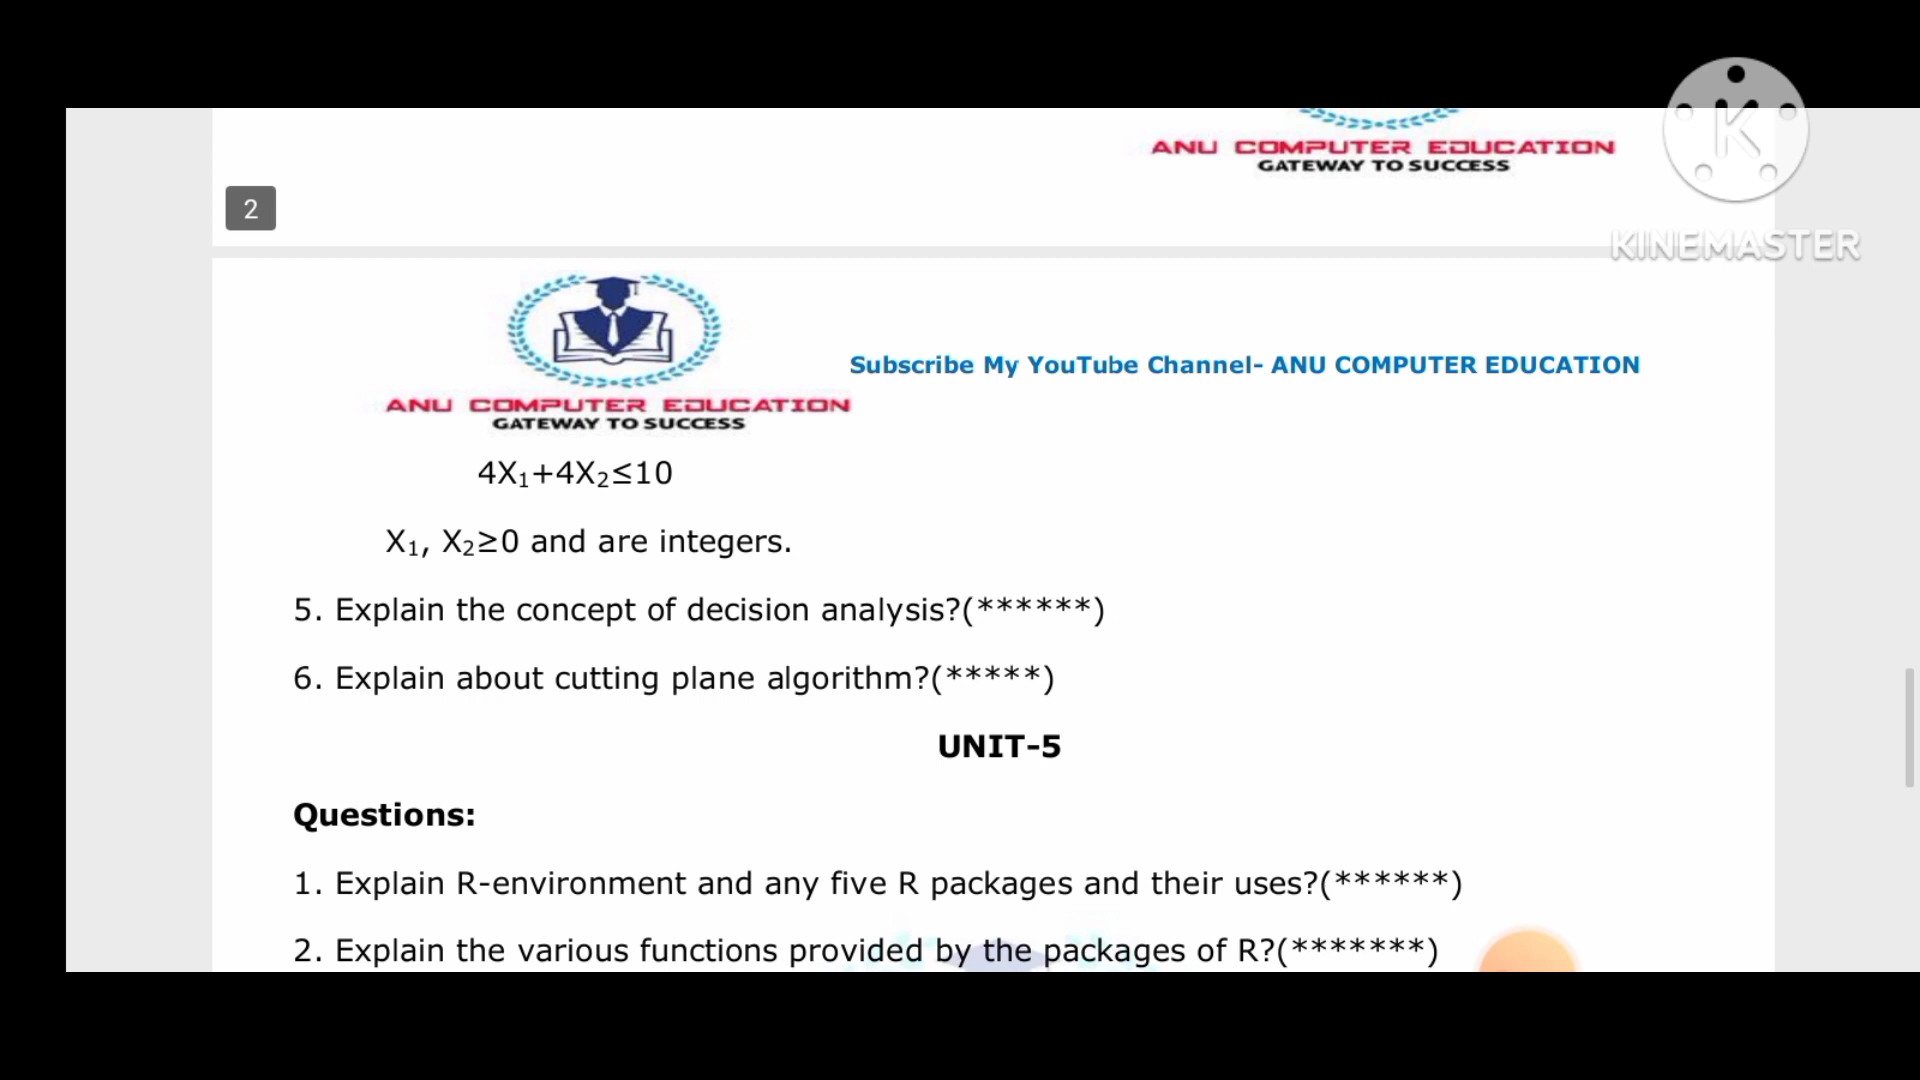 ANU COMPUTER EDUCATION
GATEWAY TO SUCCESS
K
KINEMASTER
2
Subscribe My YouTube Channel- ANU COMPUTER EDUCATION
ANU COMPUTER EDUCATION
GATEWAY TO SUCCESS
4X₁+4X₂≤10
X₁, X₂≥0 and are integers.
5. Explain the concept of decision analysis?(******)
6. Explain about cutting plane algorithm?(*****)
UNIT-5
Questions:
1. Explain R-environment and any five R packages and their uses?(******)
2. Explain the various functions provided by the packages of R?(*******)